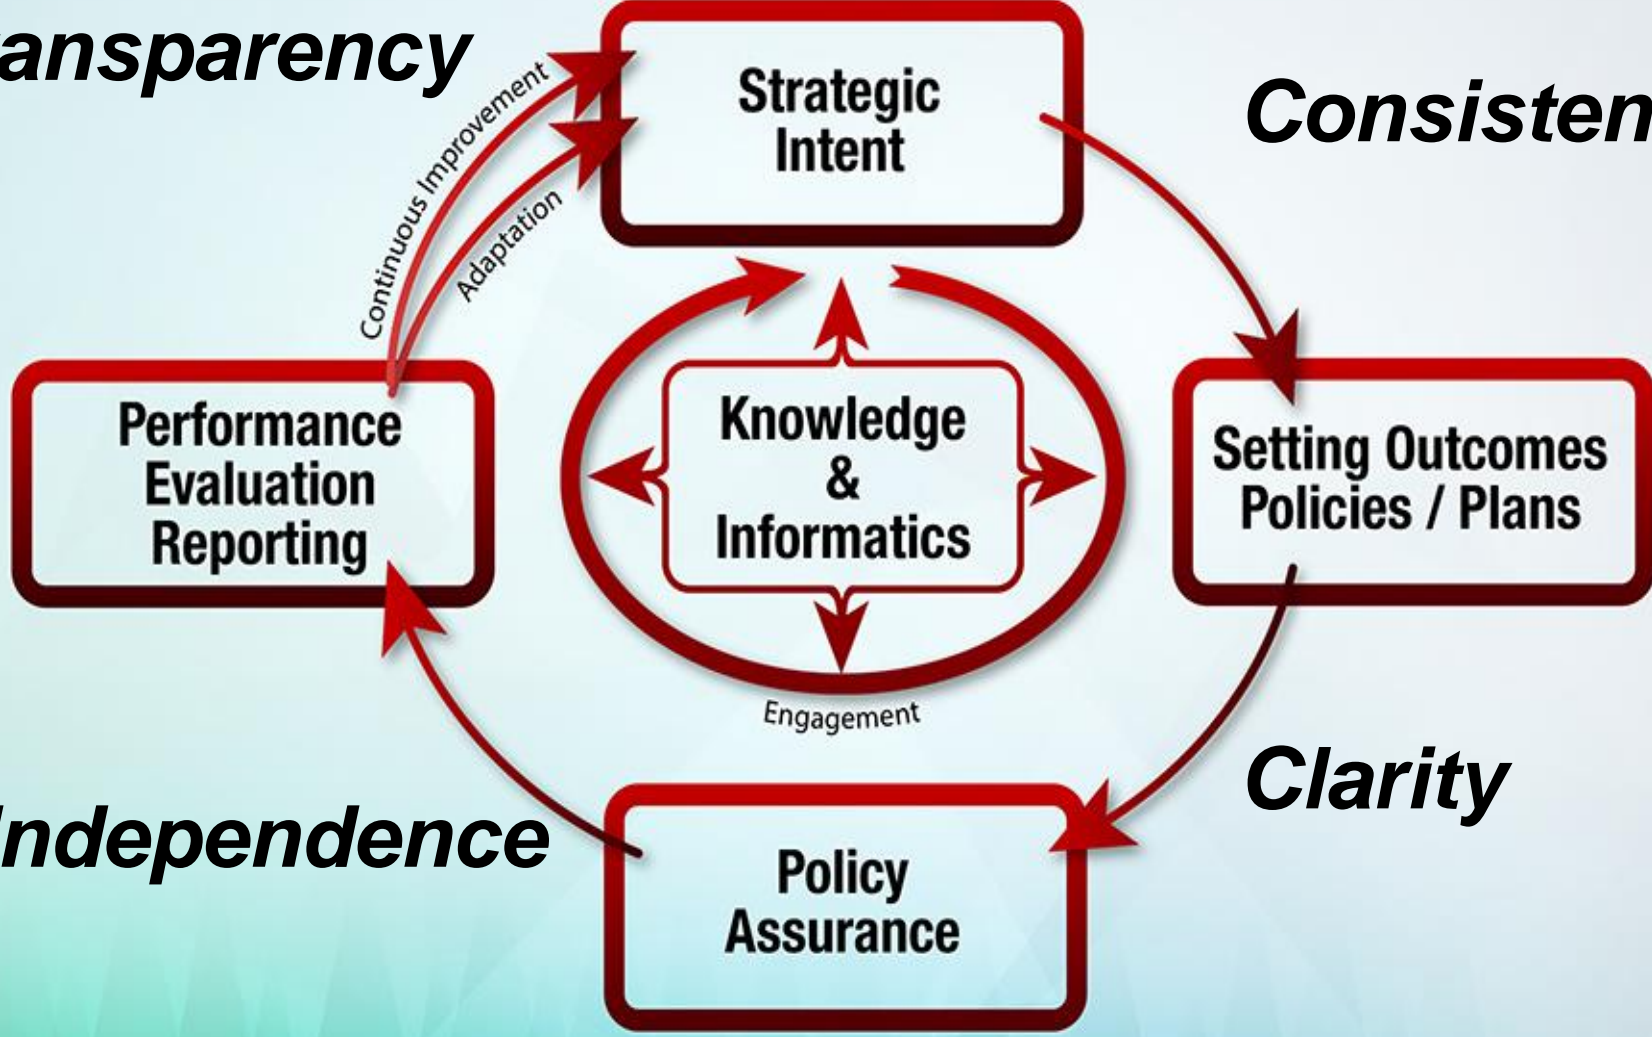 ansparency
Consisten
Continuous Improvement
Adaptation
Strategic
Intent
Performance
Evaluation
Reporting
Knowledge
&
Informatics
Setting Outcomes
Policies / Plans
Engagement
Clarity
Independence
Policy
Assurance